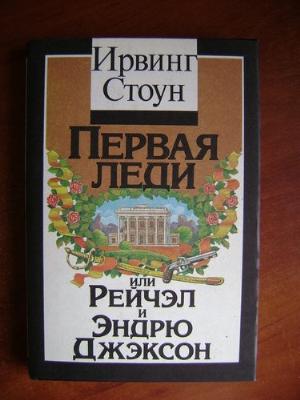 Ирвинг
Стоун
Первая
леди
или
Рейчэл
и
Эндрю
Джэксон